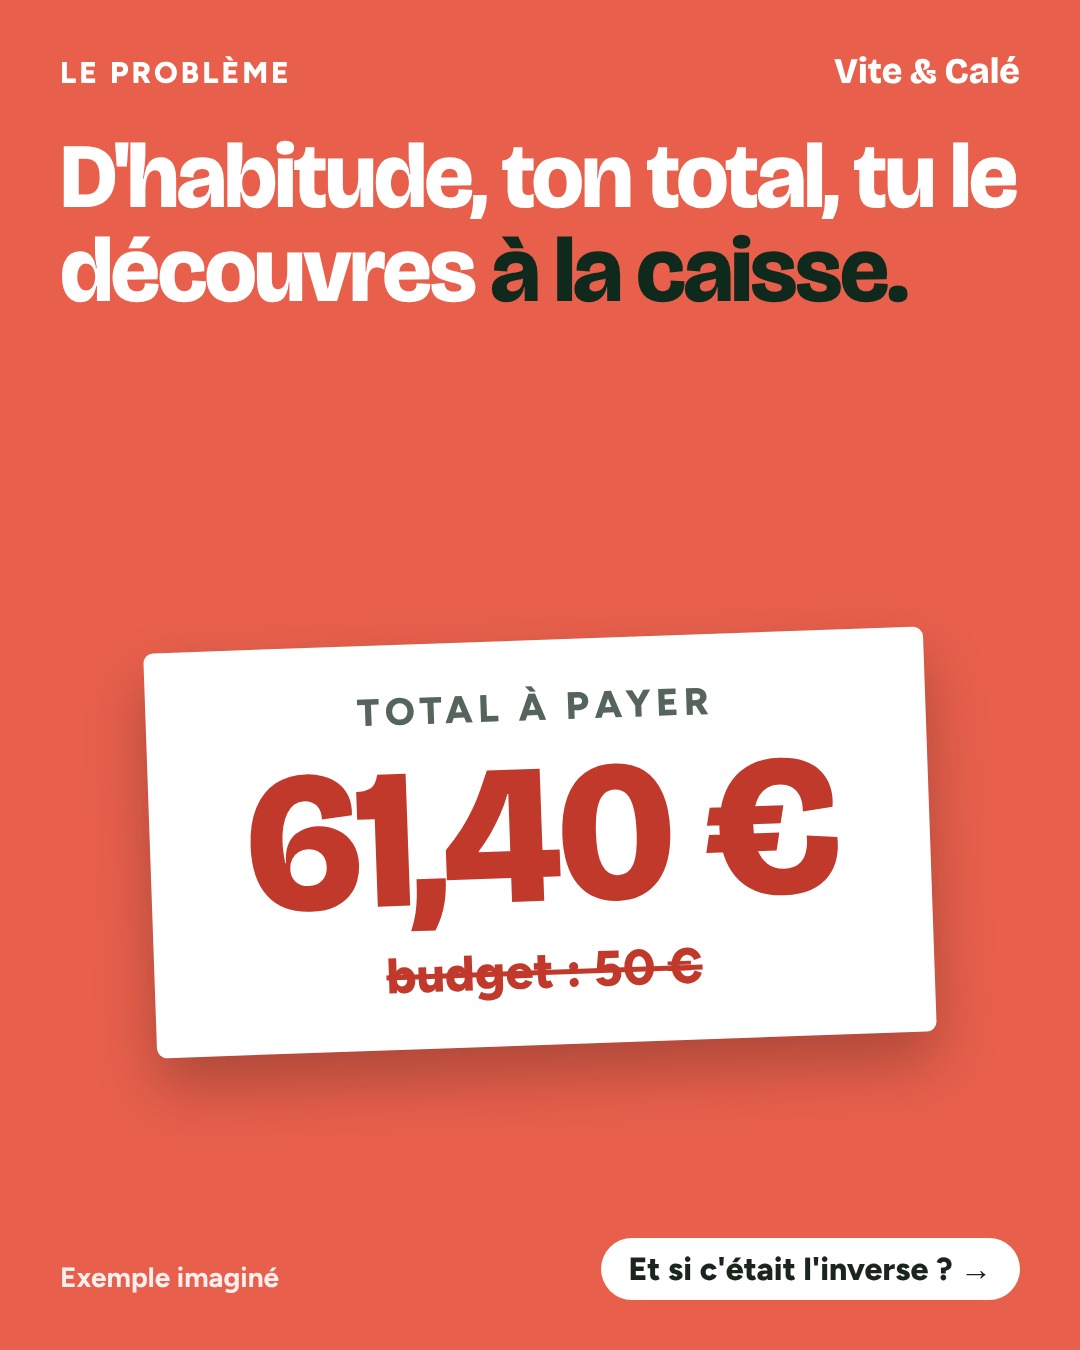 LE PROBLÈME
Vite & Calé
D'habitude, ton total, tu le
découvres à la caisse.
TOTAL À PAYER
61,40 €
budget : 50 €
Exemple imaginé
Et si c'était l'inverse ? →